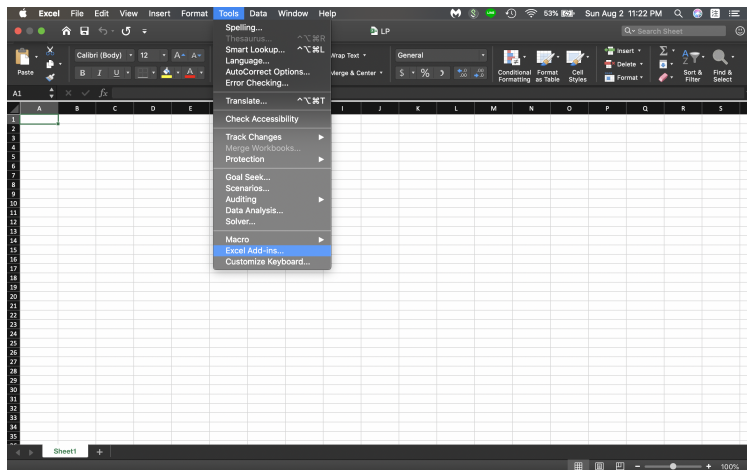 Excel File Edit View Insert Format Tools Data Window Help 53% Sun Aug 2 11:22 PM
LP Search Sheet
Paste
Calibri (Body) 12 A A
B I U A
Wrap Text
Merge & Center
General
$ %
Conditional Formatting
Format as Table
Cell Styles
Insert
Delete
Format
Sort & Filter
Find & Select
A1 fx
Spelling...
Thesaurus... ^⌥⌘R
Smart Lookup... ^⌥⌘L
Language...
AutoCorrect Options...
Error Checking...
Translate... ^⌥⌘T
Check Accessibility
Track Changes
Merge Workbooks...
Protection
Goal Seek...
Scenarios...
Auditing
Data Analysis...
Solver...
Macro
Excel Add-ins...
Customize Keyboard...
A B C D E I J K L M N O P Q R S
1
2
3
4
5
6
7
8
9
10
11
12
13
14
15
16
17
18
19
20
21
22
23
24
25
26
27
28
29
30
31
32
33
34
35
Sheet1 +
100%